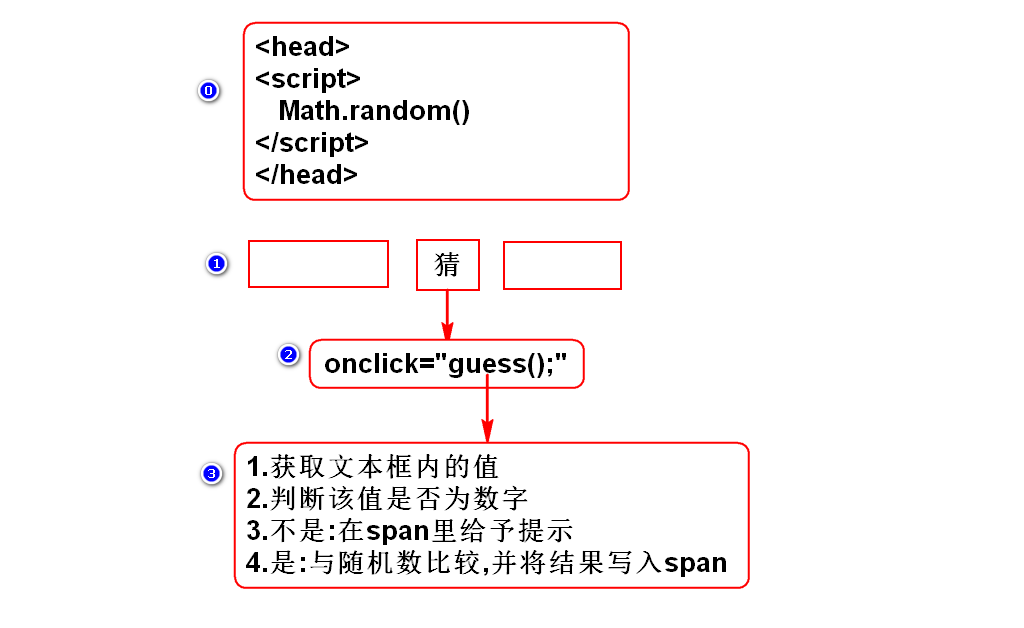 0
<head>
<script>
Math.random()
</script>
</head>
1
猜
2
onclick="guess();"
3
1.获取文本框内的值
2.判断该值是否为数字
3.不是:在span里给予提示
4.是:与随机数比较,并将结果写入span